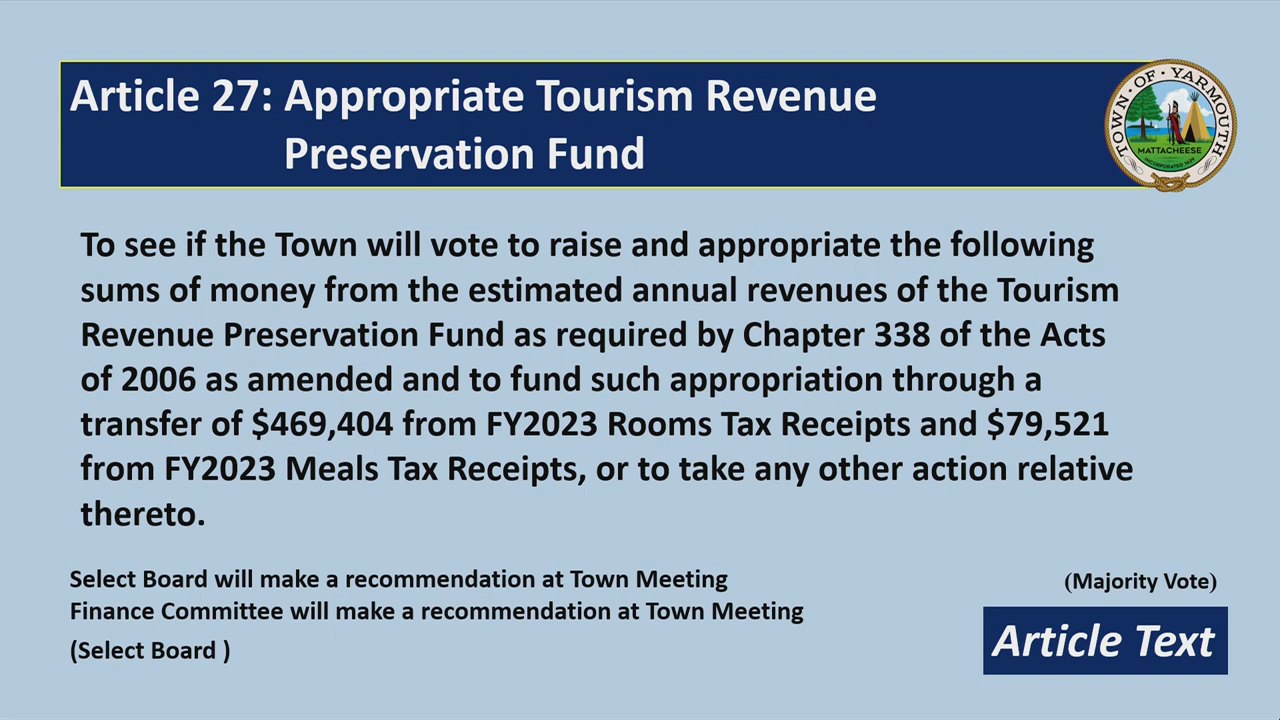 Article 27: Appropriate Tourism Revenue
Preservation Fund
TOWN OF · YARMOUTH
MATTACHEESE
INCORPORATED 1639
To see if the Town will vote to raise and appropriate the following
sums of money from the estimated annual revenues of the Tourism
Revenue Preservation Fund as required by Chapter 338 of the Acts
of 2006 as amended and to fund such appropriation through a
transfer of $469,404 from FY2023 Rooms Tax Receipts and $79,521
from FY2023 Meals Tax Receipts, or to take any other action relative
thereto.
Select Board will make a recommendation at Town Meeting
(Majority Vote)
Finance Committee will make a recommendation at Town Meeting
(Select Board )
Article Text